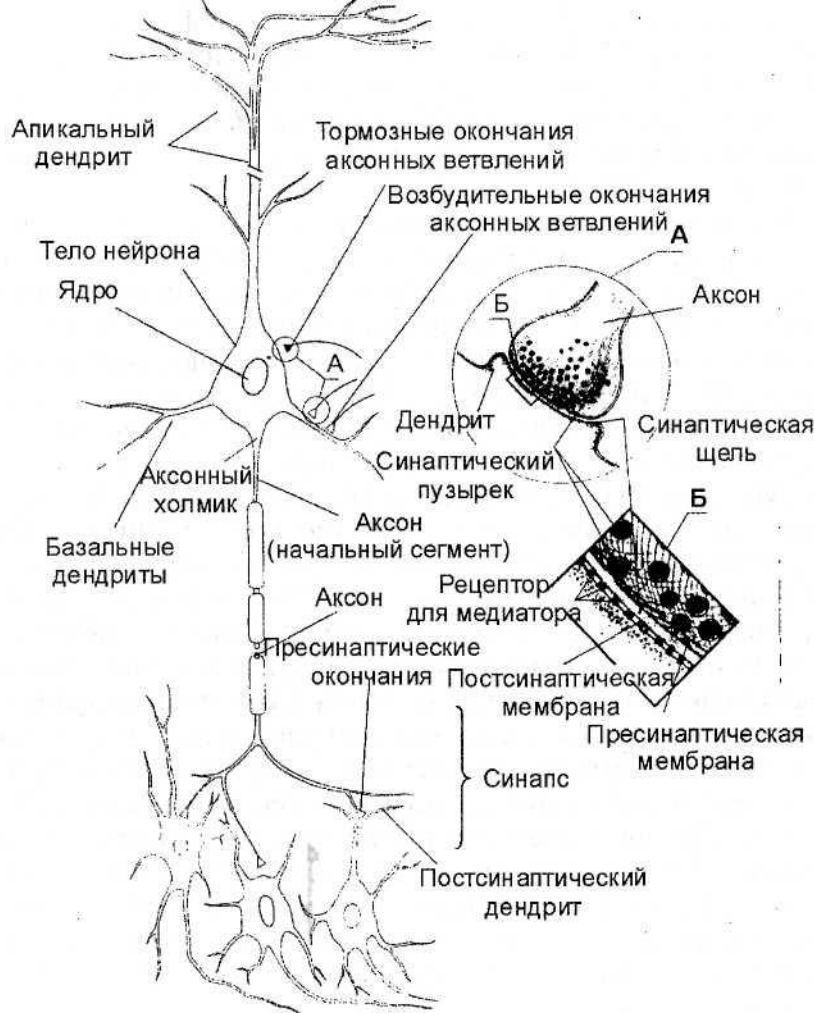 Апикальный
дендрит
Тормозные окончания
аксонных ветвлений
Возбудительные окончания
аксонных ветвлений
Тело нейрона
Ядро
А
А
Б
Аксон
Дендрит
Синаптическая
щель
Синаптический
пузырек
Аксонный
холмик
Аксон
(начальный сегмент)
Базальные
дендриты
Б
Рецептор
для медиатора
Аксон
Пресинаптические
окончания
Постсинаптическая
мембрана
Пресинаптическая
мембрана
Синапс
Постсинаптический
дендрит